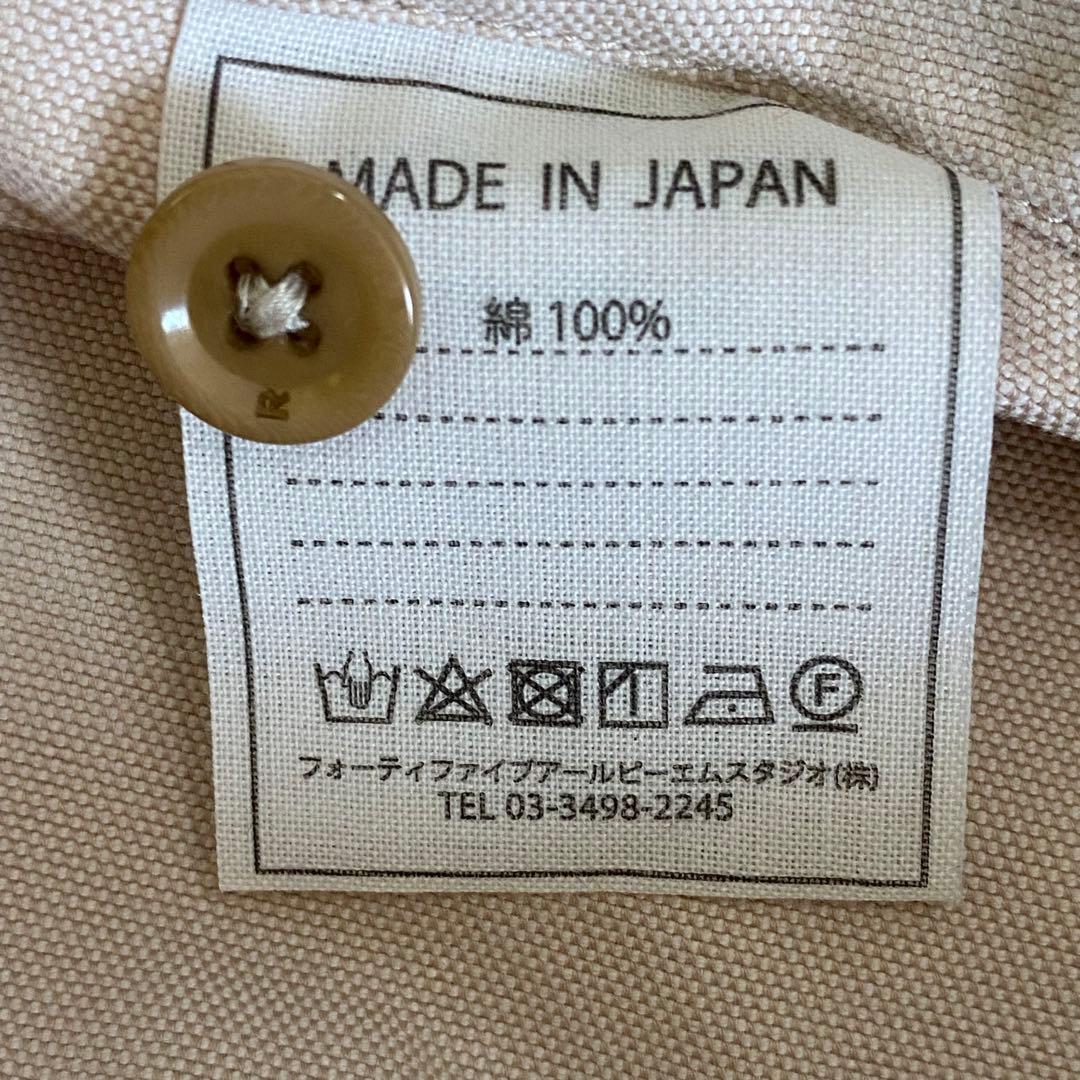 MADE IN JAPAN
綿 100%
R
F
フォーティファイブアールピーエムスタジオ(株)
TEL 03-3498-2245